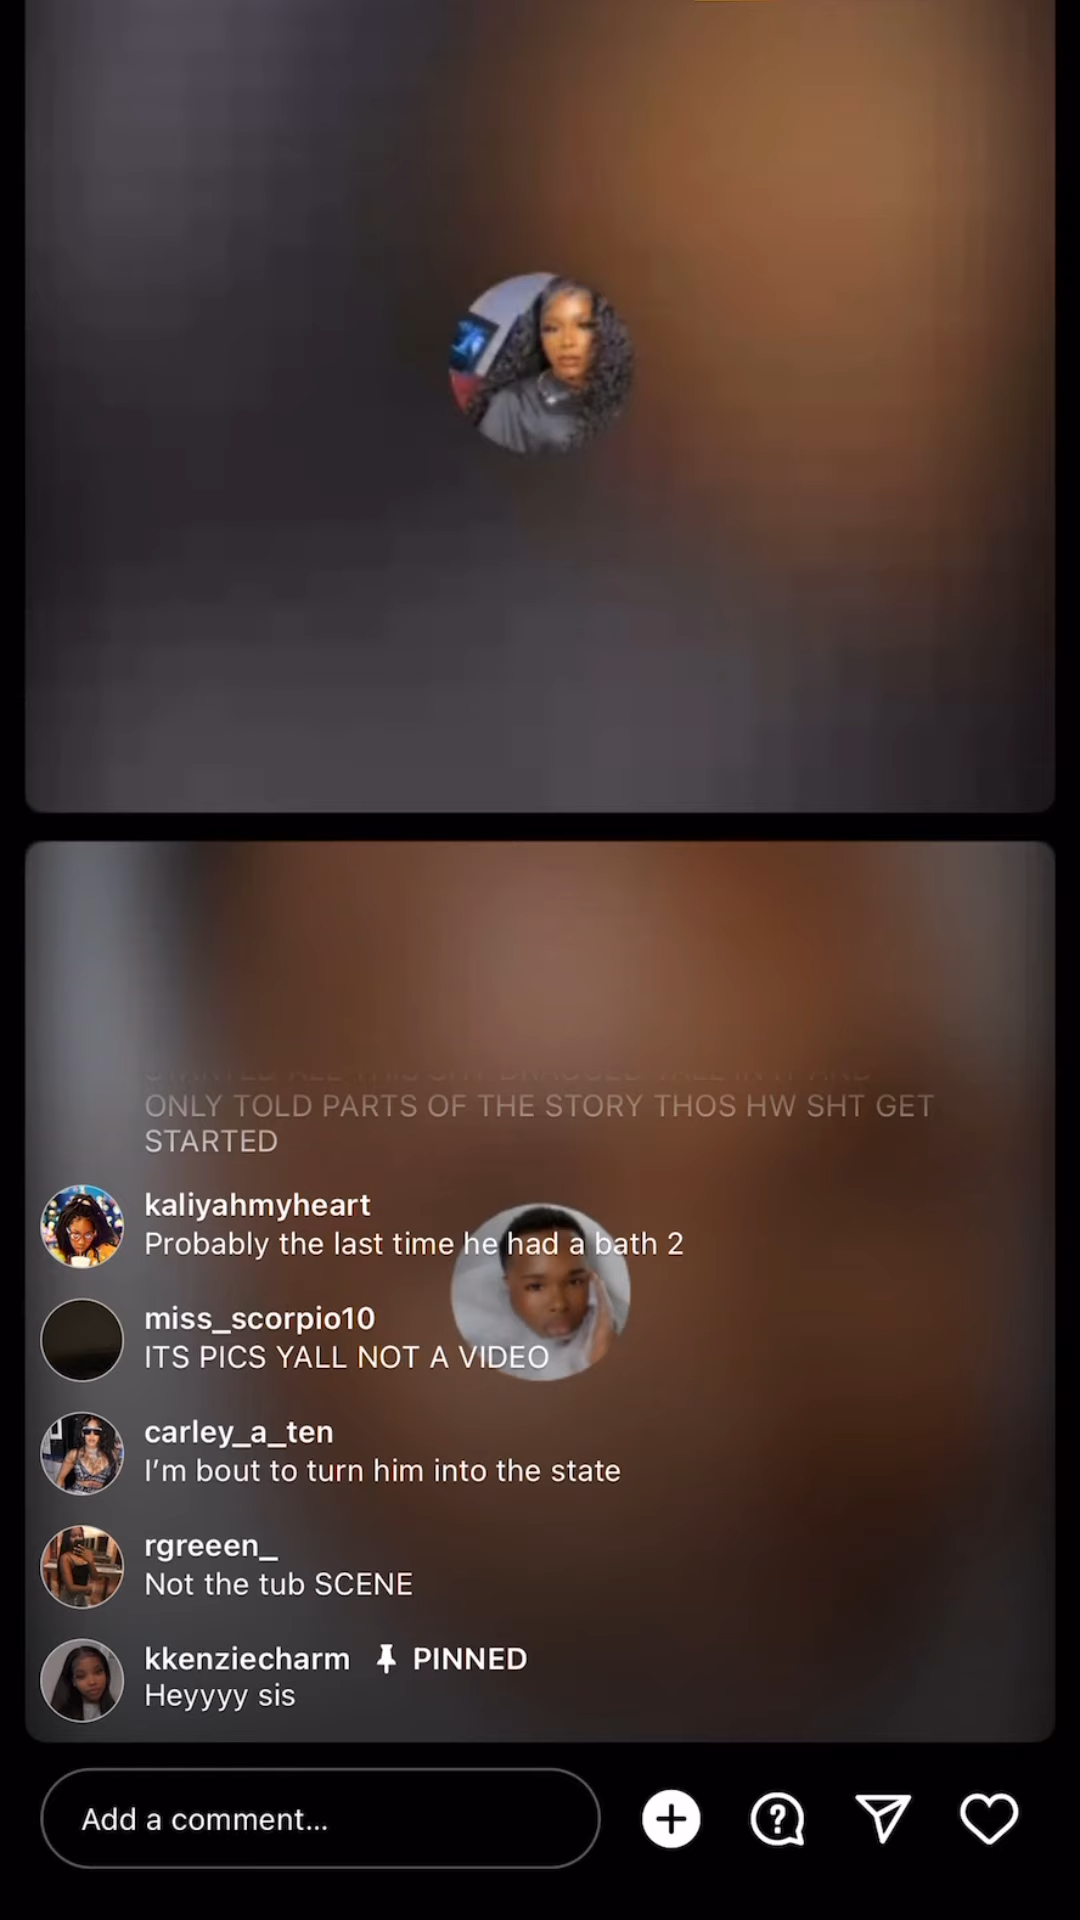 ONLY TOLD PARTS OF THE STORY THOS HW SHT GET
STARTED
kaliyahmyheart
Probably the last time he had a bath 2
miss_scorpio10
ITS PICS YALL NOT A VIDEO
carley_a_ten
I’m bout to turn him into the state
rgreeen_
Not the tub SCENE
kkenziecharm PINNED
Heyyyy sis
Add a comment...